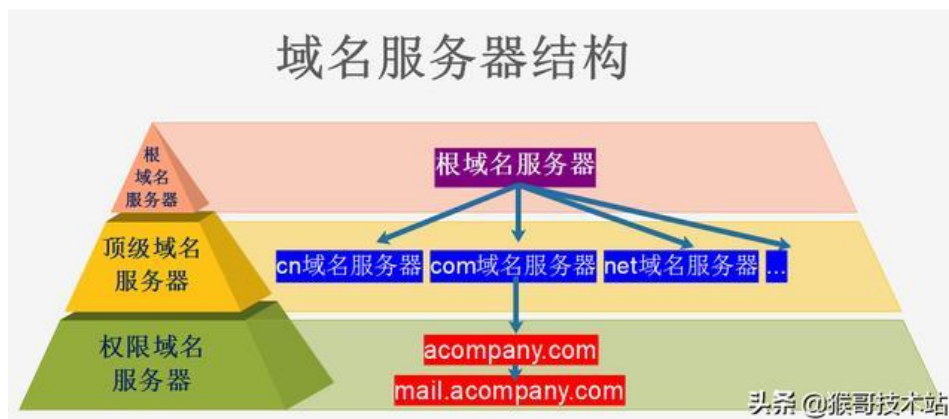 域名服务器结构
根
域名
服务器
根域名服务器
顶级域名
服务器
cn域名服务器 com域名服务器 net域名服务器 ...
权限域名
服务器
acompany.com
mail.acompany.com
头条 @猴哥技术站